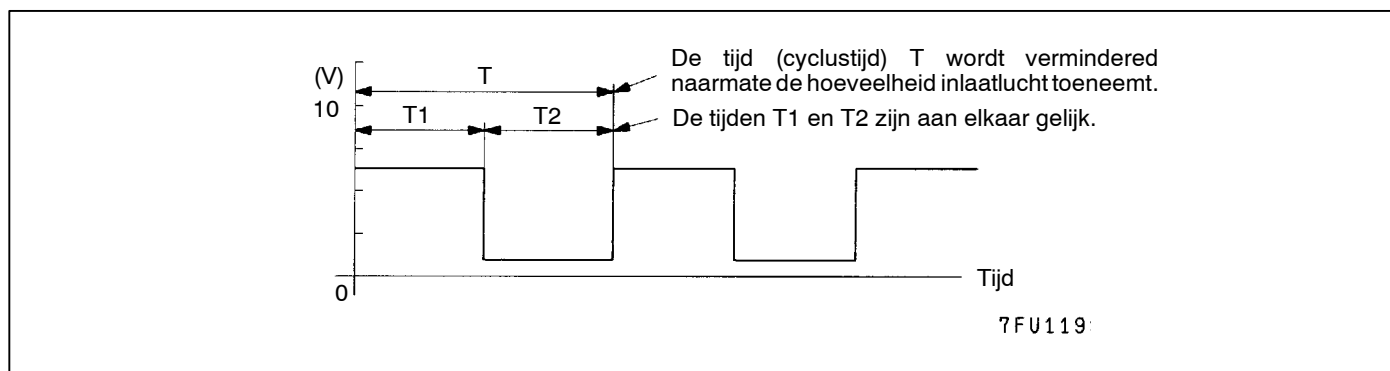 De tijd (cyclustijd) T wordt vermindered
naarmate de hoeveelheid inlaatlucht toeneemt.
(V)
T
10
T1
T2
De tijden T1 en T2 zijn aan elkaar gelijk.
0
Tijd
7FU119